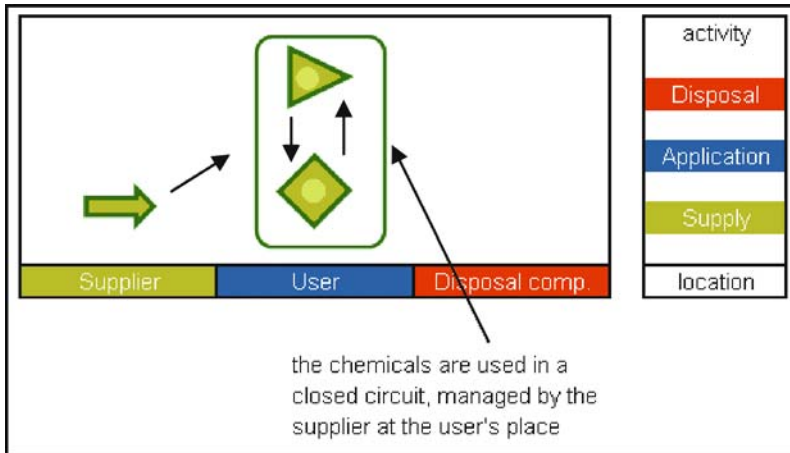 activity
Disposal
Application
Supply
location
Supplier
User
Disposal comp.
the chemicals are used in a
closed circuit, managed by the
supplier at the user's place